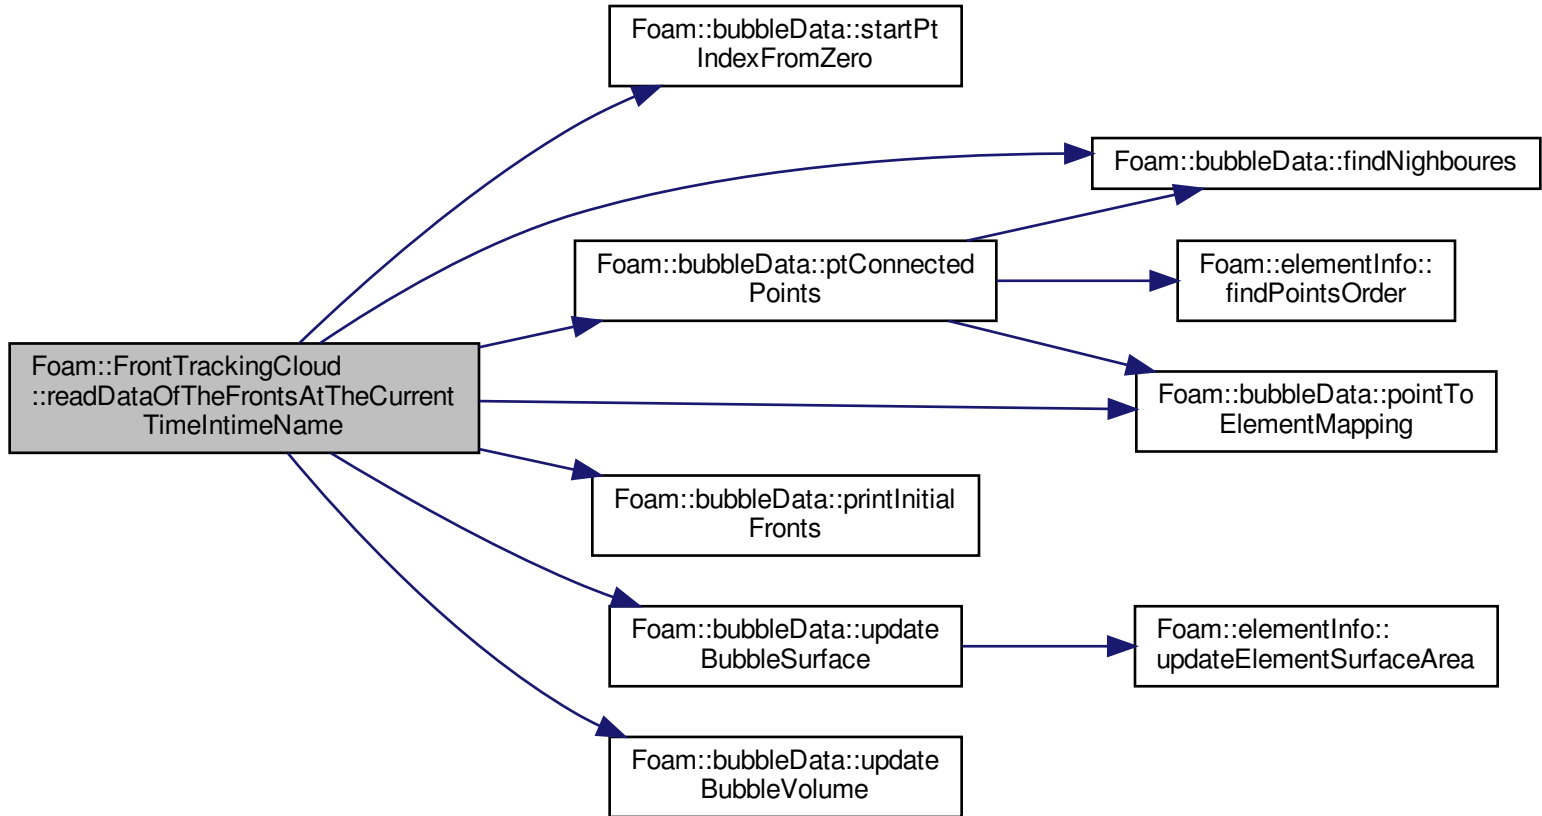 Foam::bubbleData::startPt
IndexFromZero
Foam::bubbleData::findNighboures
Foam::bubbleData::ptConnected
Points
Foam::elementInfo::
findPointsOrder
Foam::FrontTrackingCloud
::readDataOfTheFrontsAtTheCurrent
TimeIntimeName
Foam::bubbleData::pointTo
ElementMapping
Foam::bubbleData::printInitial
Fronts
Foam::bubbleData::update
BubbleSurface
Foam::elementInfo::
updateElementSurfaceArea
Foam::bubbleData::update
BubbleVolume